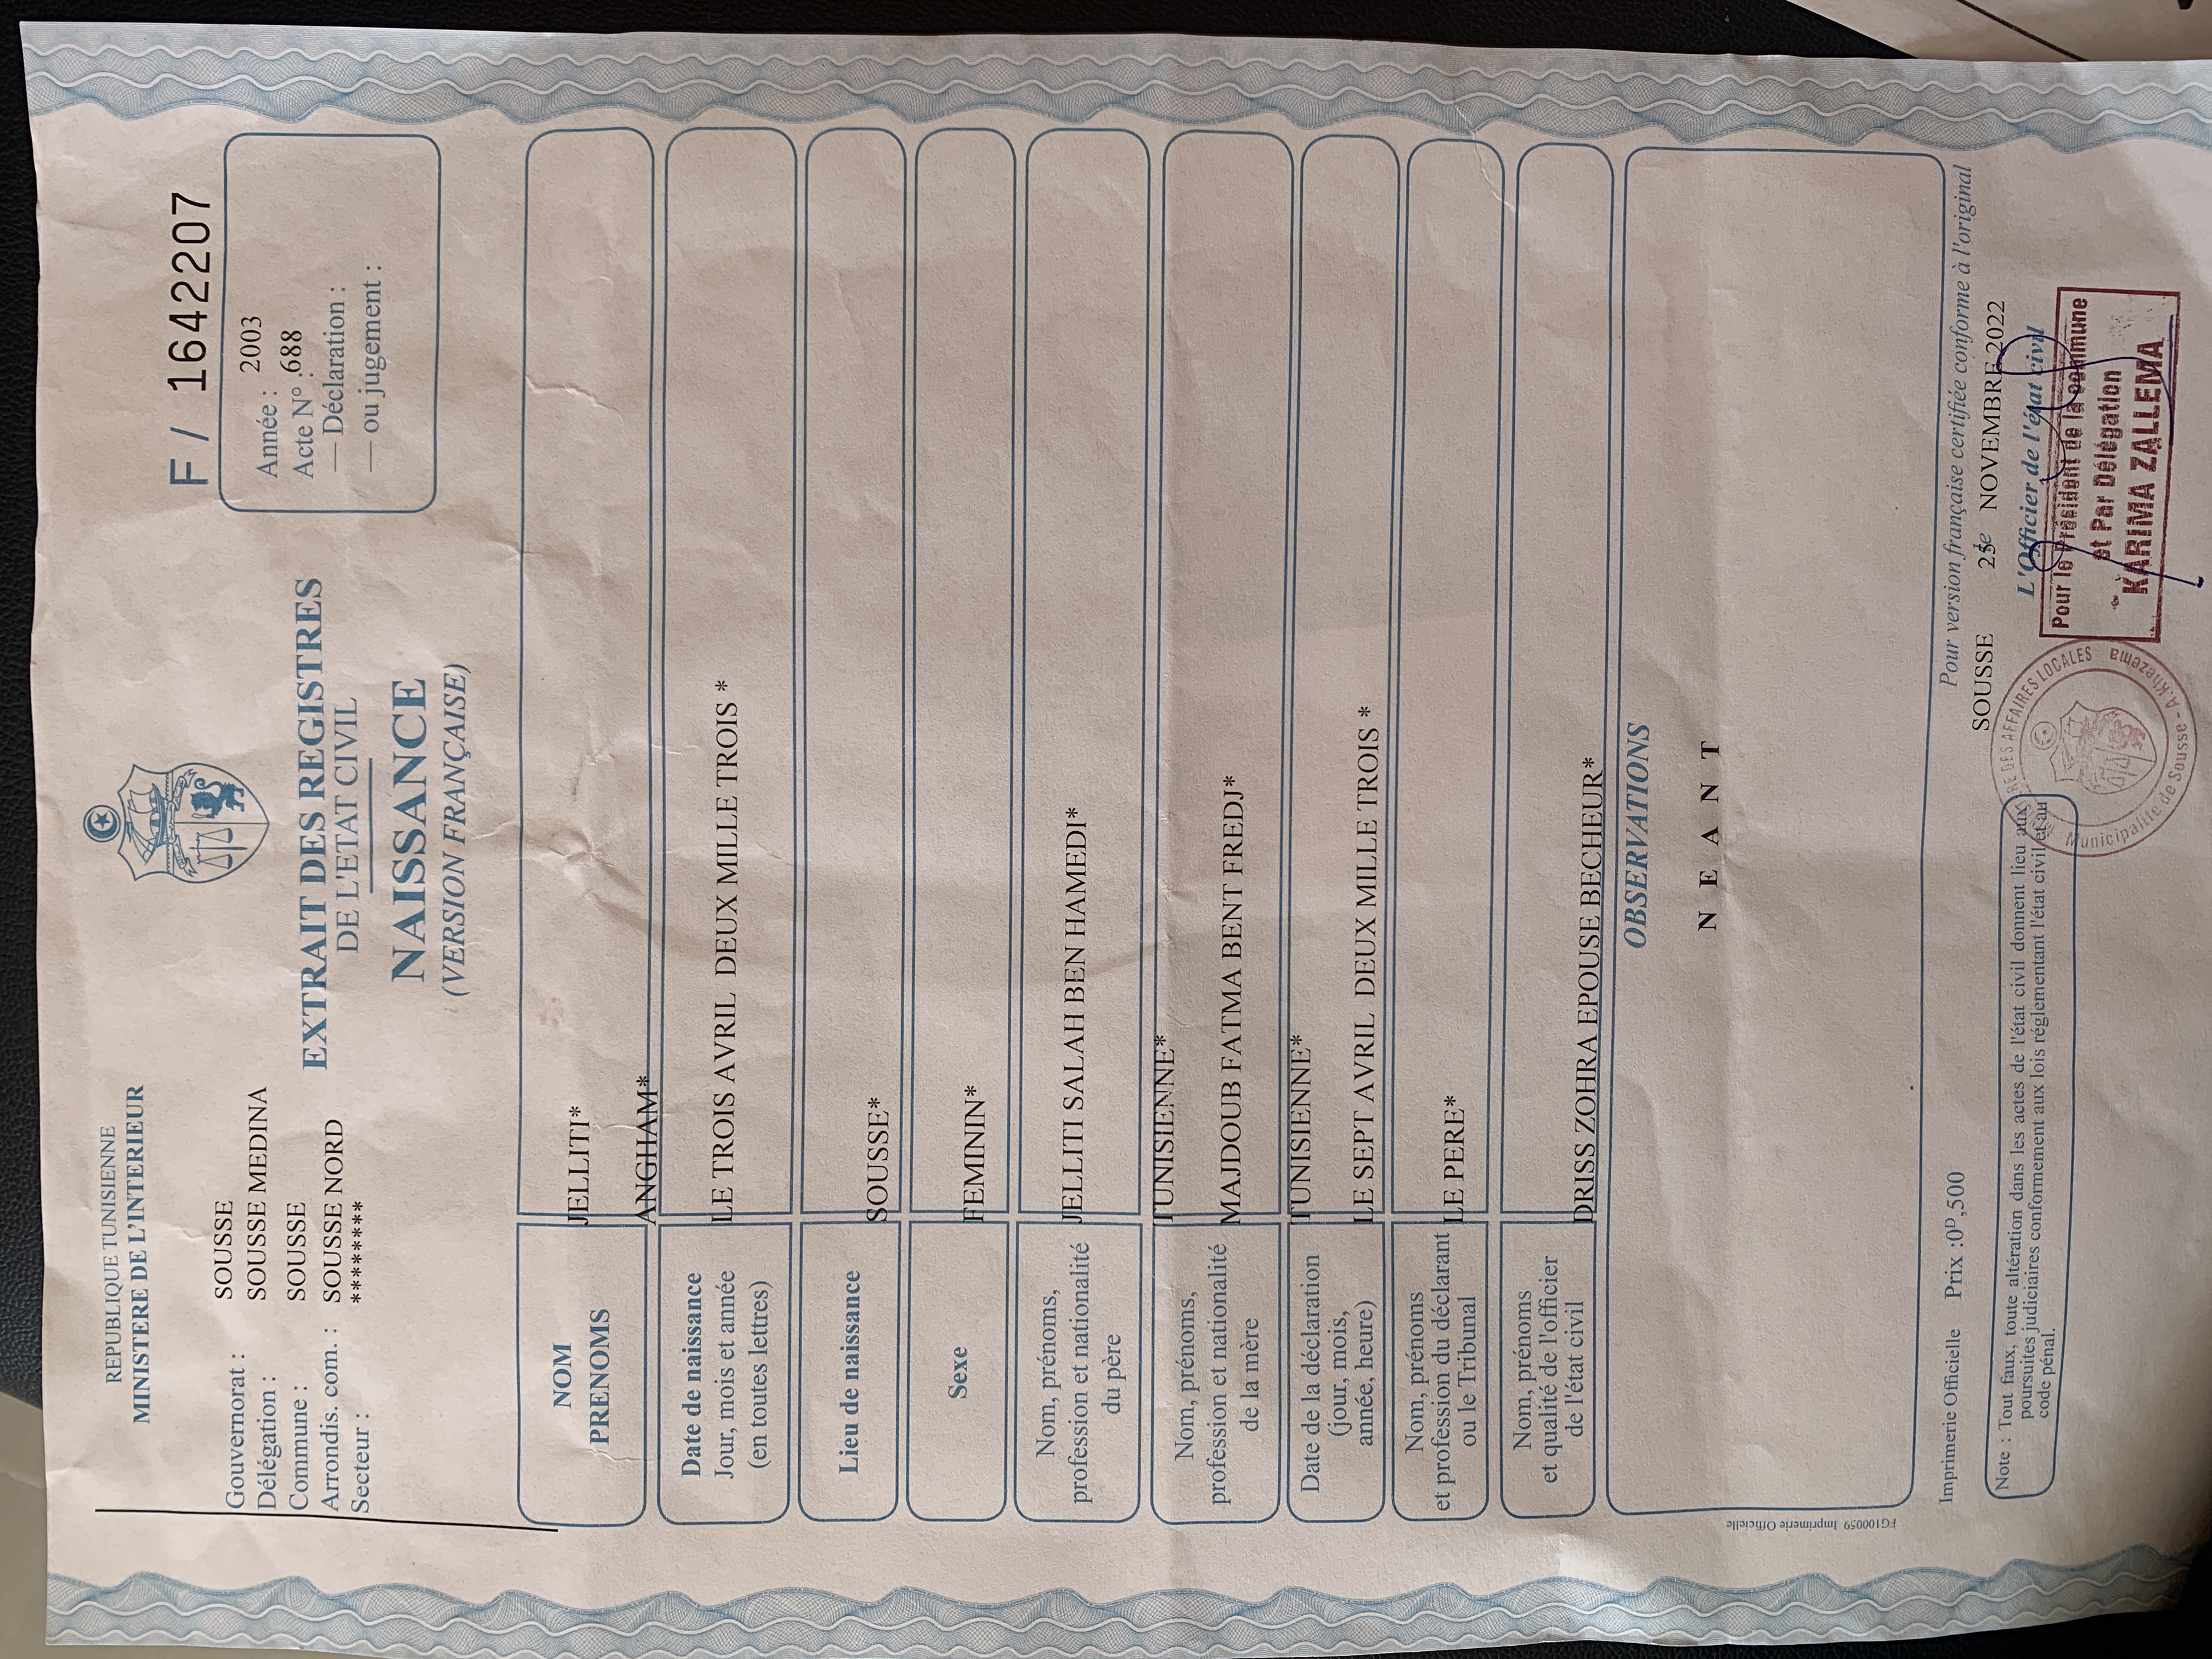 REPUBLIQUE TUNISIENNE
MINISTERE DE L'INTERIEUR
F / 1642207
Gouvernorat : SOUSSE
Délégation : SOUSSE MEDINA
Commune : SOUSSE
Arrondis. com. : SOUSSE NORD
Secteur : *********
EXTRAIT DES REGISTRES
DE L'ETAT CIVIL
NAISSANCE
(VERSION FRANÇAISE)
Année : 2003
Acte N° : 688
— Déclaration :
— ou jugement :
NOM
PRENOMS
JELLITI*
ANGHAM*
Date de naissance
Jour, mois et année
(en toutes lettres)
LE TROIS AVRIL DEUX MILLE TROIS *
Lieu de naissance
SOUSSE*
Sexe
FEMININ*
Nom, prénoms,
profession et nationalité
du père
JELLITI SALAH BEN HAMEDI*
TUNISIENNE*
Nom, prénoms,
profession et nationalité
de la mère
MAJDOUB FATMA BENT FREDJ*
TUNISIENNE*
Date de la déclaration
(jour, mois,
année, heure)
LE SEPT AVRIL DEUX MILLE TROIS *
Nom, prénoms
et profession du déclarant
ou le Tribunal
LE PERE*
Nom, prénoms
et qualité de l'officier
de l'état civil
DRISS ZOHRA EPOUSE BECHEUR*
OBSERVATIONS
N E A N T
FG100059 Imprimerie Officielle
Imprimerie Officielle Prix :0D,500
Pour version française certifiée conforme à l'original
SOUSSE NOVEMBRE 2022
L'Officier de l'état civil
Pour le Président de la commune
et Par Délégation
KARIMA ZALLEMA
DES AFFAIRES LOCALES
Municipalité de Sousse - A.Khezema
Note : Tout faux, toute altération dans les actes de l'état civil donnent lieu aux
poursuites judiciaires conformement aux lois réglementant l'état civil et au
code pénal.